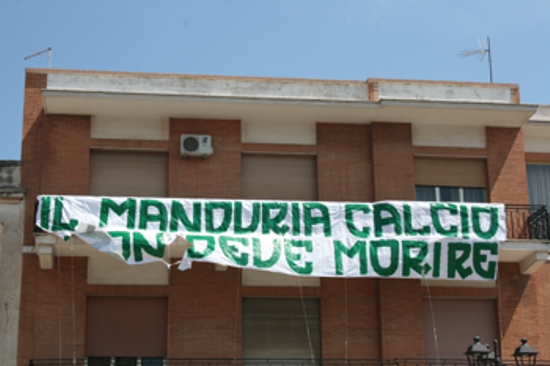 IL MANDURIA CALCIO
N DEVE MORIRE